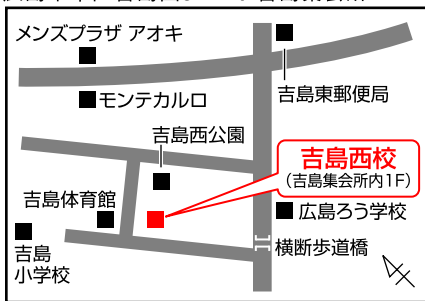 メンズプラザ アオキ
モンテカルロ
吉島東郵便局
吉島西公園
吉島西校
(吉島集会所内1F)
吉島体育館
広島ろう学校
吉島
小学校
横断歩道橋